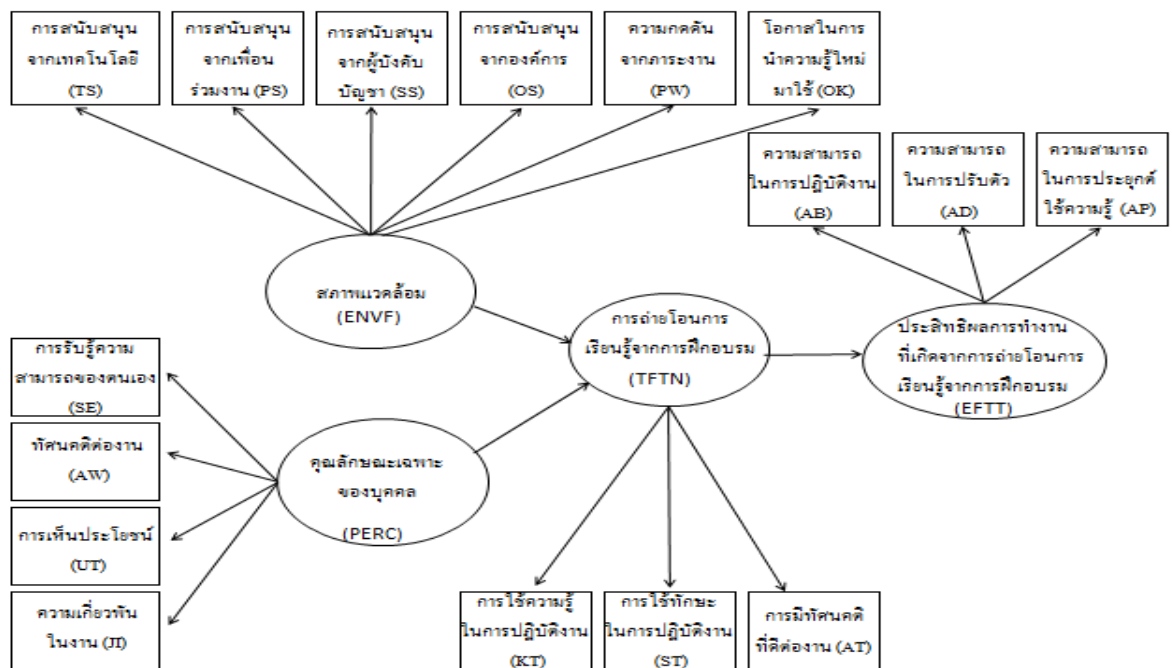 การสนับสนุน
จากเทคโนโลยี
(TS)
การสนับสนุน
จากเพื่อน
ร่วมงาน (PS)
การสนับสนุน
จากผู้บังคับ
บัญชา (SS)
การสนับสนุน
จากองค์การ
(OS)
ความกดดัน
จากภาระงาน
(PW)
โอกาสในการ
นำความรู้ใหม่
มาใช้ (OK)
ความสามารถ
ในการปฏิบัติงาน
(AB)
ความสามารถ
ในการปรับตัว
(AD)
ความสามารถ
ในการประยุกต์
ใช้ความรู้ (AP)
สภาพแวดล้อม
(ENVF)
การถ่ายโอนการ
เรียนรู้จากการฝึกอบรม
(TFTN)
ประสิทธิผลการทำงาน
ที่เกิดจากการถ่ายโอนการ
เรียนรู้จากการฝึกอบรม
(EFTT)
การรับรู้ความ
สามารถของตนเอง
(SE)
ทัศนคติต่องาน
(AW)
การเห็นประโยชน์
(UT)
ความเกี่ยวพัน
ในงาน (JI)
คุณลักษณะเฉพาะ
ของบุคคล
(PERC)
การใช้ความรู้
ในการปฏิบัติงาน
(KT)
การใช้ทักษะ
ในการปฏิบัติงาน
(ST)
การมีทัศนคติ
ที่ดีต่องาน (AT)